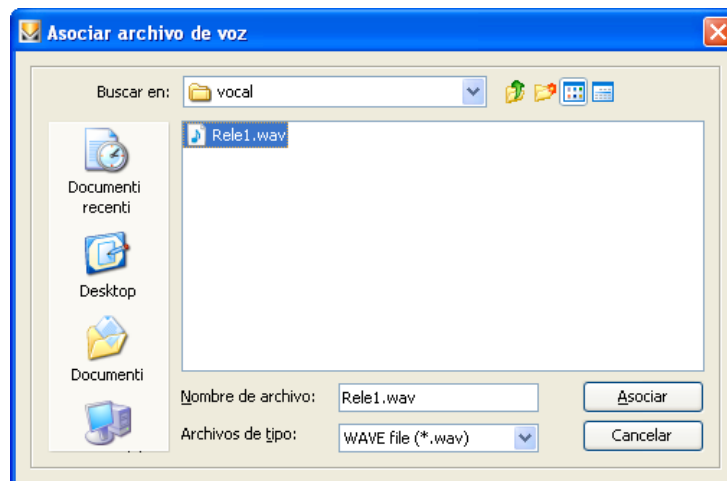 Asociar archivo de voz
Buscar en:
vocal
Rele1.wav
Documenti
recenti
Desktop
Documenti
Nombre de archivo:
Rele1.wav
Asociar
Archivos de tipo:
WAVE file (*.wav)
Cancelar